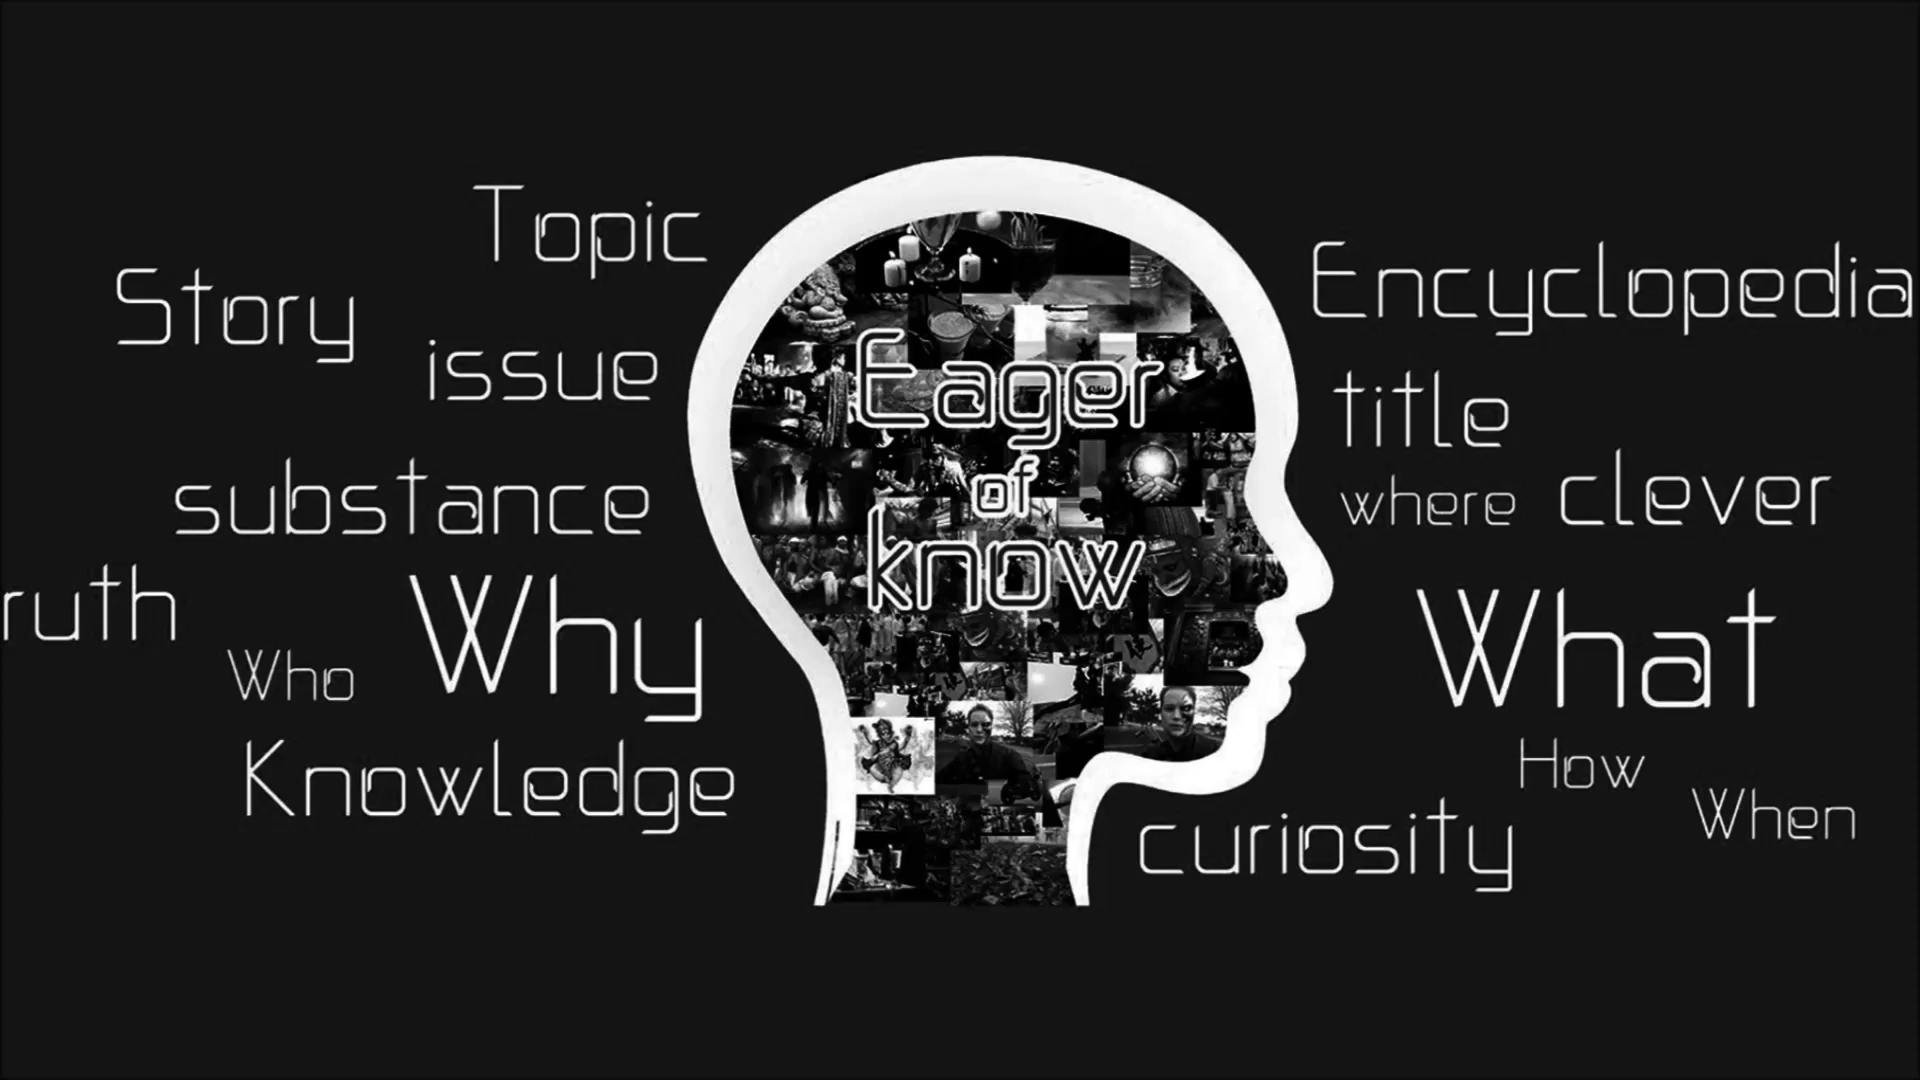 Topic
Story
issue
substance
ruth
Who
Why
Knowledge
Eager
of
know
Encyclopedia
title
where
clever
What
How
When
curiosity